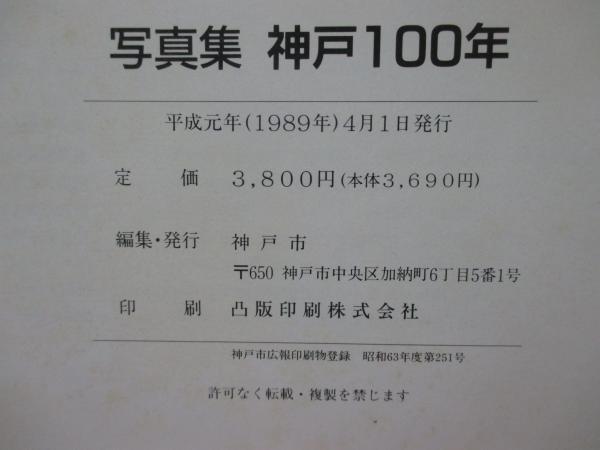 写真集 神戸100年
平成元年(1989年)4月1日発行
定価 3,800円(本体3,690円)
編集・発行 神戸市
〒650 神戸市中央区加納町6丁目5番1号
印刷 凸版印刷株式会社
神戸市広報印刷物登録 昭和63年度第251号
許可なく転載・複製を禁じます